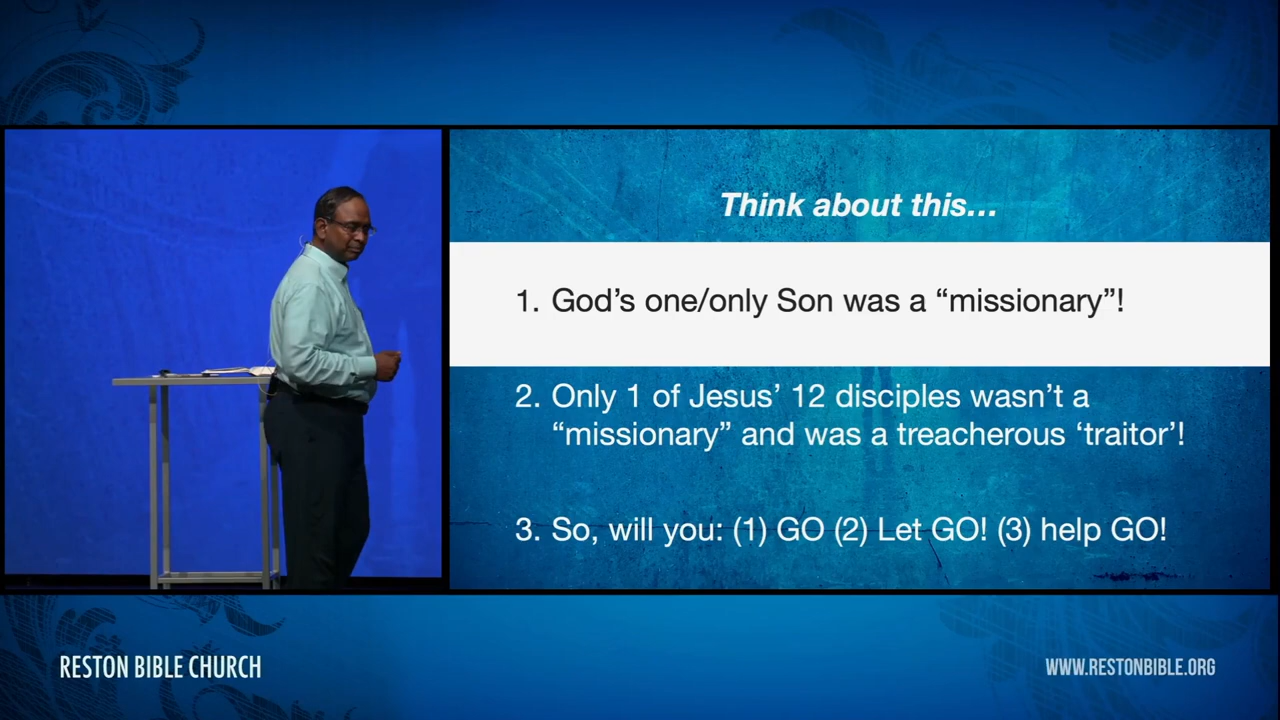 Think about this...
1. God’s one/only Son was a “missionary”!
2. Only 1 of Jesus’ 12 disciples wasn’t a
“missionary” and was a treacherous ‘traitor’!
3. So, will you: (1) GO (2) Let GO! (3) help GO!
RESTON BIBLE CHURCH
WWW.RESTONBIBLE.ORG